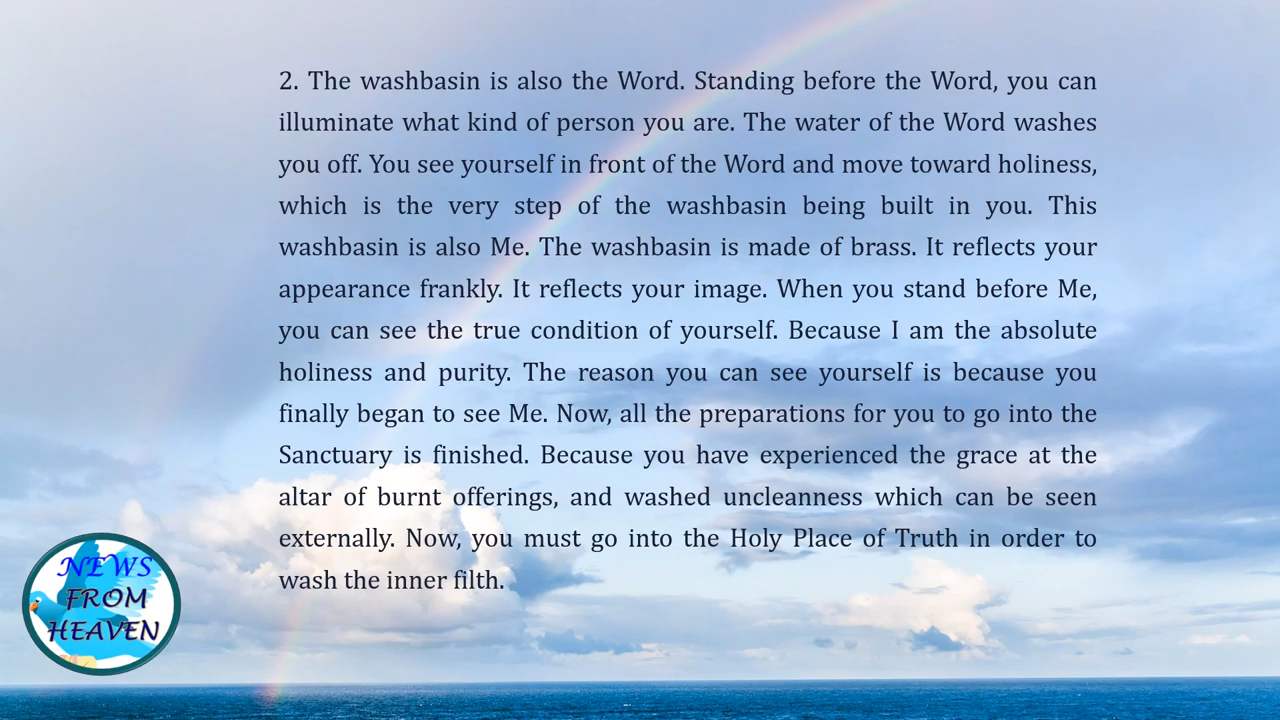 2. The washbasin is also the Word. Standing before the Word, you can
illuminate what kind of person you are. The water of the Word washes
you off. You see yourself in front of the Word and move toward holiness,
which is the very step of the washbasin being built in you. This
washbasin is also Me. The washbasin is made of brass. It reflects your
appearance frankly. It reflects your image. When you stand before Me,
you can see the true condition of yourself. Because I am the absolute
holiness and purity. The reason you can see yourself is because you
finally began to see Me. Now, all the preparations for you to go into the
Sanctuary is finished. Because you have experienced the grace at the
altar of burnt offerings, and washed uncleanness which can be seen
externally. Now, you must go into the Holy Place of Truth in order to
wash the inner filth.
NEWS
FROM
HEAVEN